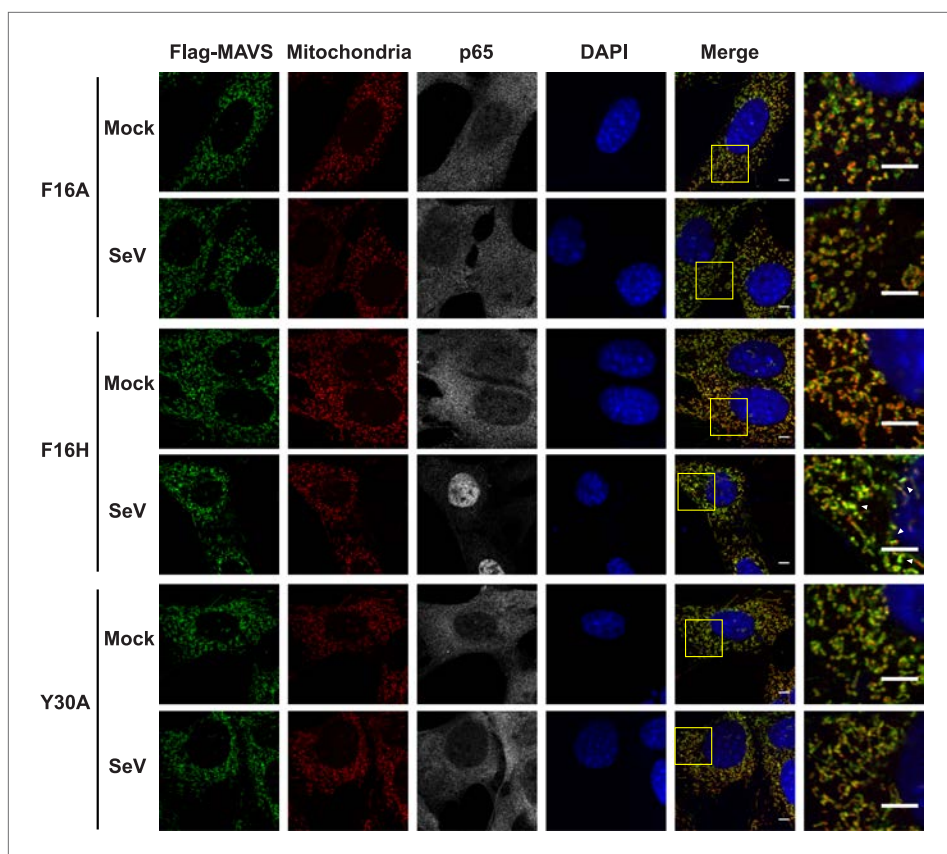 Flag-MAVS Mitochondria p65 DAPI Merge
Mock
F16A
SeV
Mock
F16H
SeV
Mock
Y30A
SeV